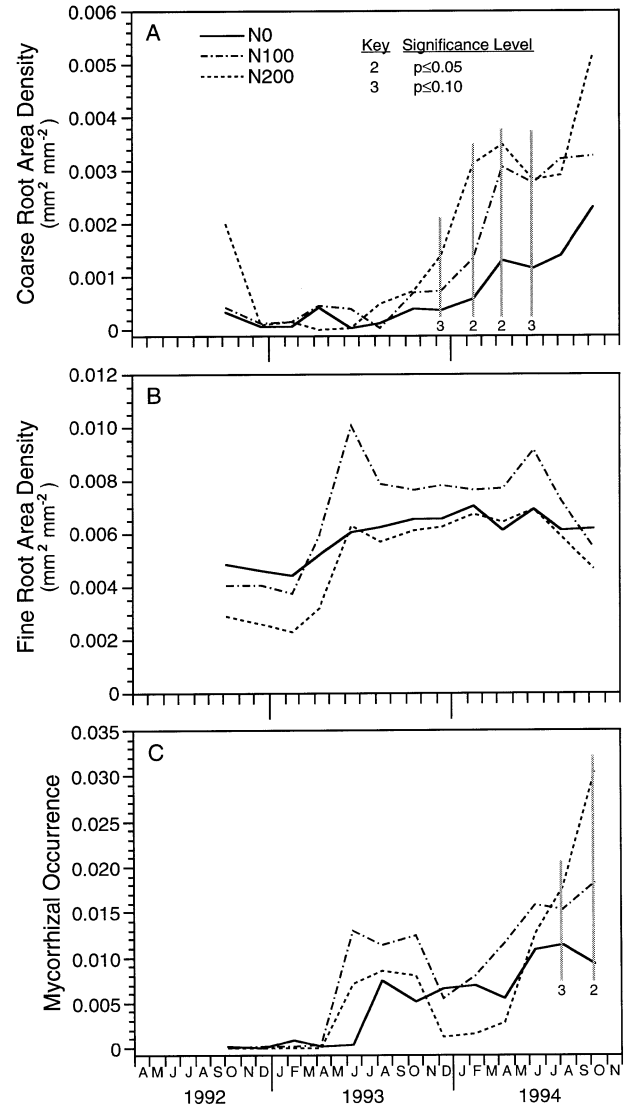 A
N0
N100
N200
Key Significance Level
2 p≤0.05
3 p≤0.10
Coarse Root Area Density
(mm² mm⁻²)
0.006
0.005
0.004
0.003
0.002
0.001
0
3 2 2 3
B
Fine Root Area Density
(mm² mm⁻²)
0.012
0.010
0.008
0.006
0.004
0.002
0
C
Mycorrhizal Occurrence
0.035
0.030
0.025
0.020
0.015
0.010
0.005
0
3 2
A M J J A S O N D J F M A M J J A S O N D J F M A M J J A S O N
1992 1993 1994